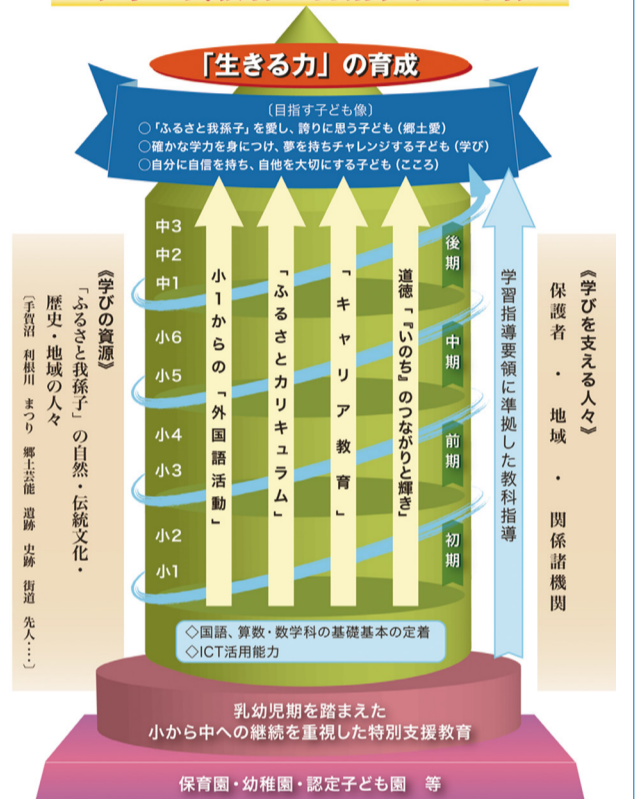 「生きる力」の育成
〔目指す子ども像〕
○「ふるさと我孫子」を愛し、誇りに思う子ども(郷土愛)
○確かな学力を身につけ、夢を持ちチャレンジする子ども(学び)
○自分に自信を持ち、自他を大切にする子ども(こころ)
中3
中2
中1
小6
小5
小4
小3
小2
小1
小1からの「外国語活動」
「ふるさとカリキュラム」
「キャリア教育」
道徳「『いのち』のつながりと輝き」
後期
中期
前期
初期
学習指導要領に準拠した教科指導
《学びを支える人々》
保護者・地域・関係諸機関
《学びの資源》
「ふるさと我孫子」の自然・伝統文化・
歴史・地域の人々
〔手賀沼 利根川 まつり 郷土芸能 遺跡 史跡 街道 先人‥‥〕
◇国語、算数・数学科の基礎基本の定着
◇ICT活用能力
乳幼児期を踏まえた
小から中への継続を重視した特別支援教育
保育園・幼稚園・認定子ども園 等